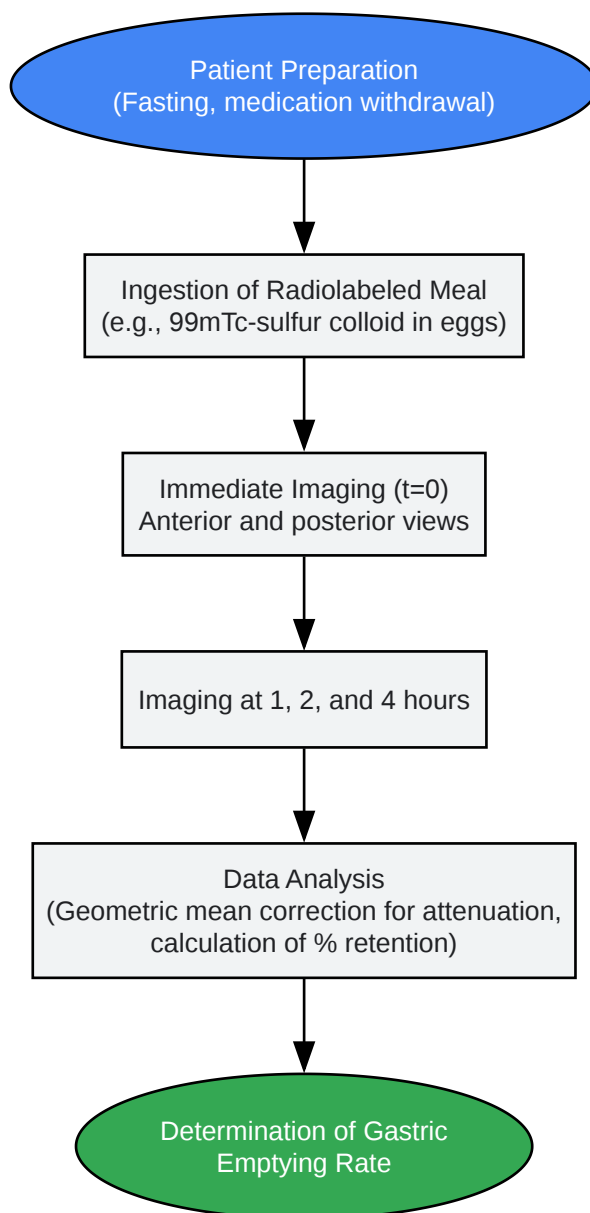 Patient Preparation
(Fasting, medication withdrawal)
Ingestion of Radiolabeled Meal
(e.g., 99mTc-sulfur colloid in eggs)
Immediate Imaging (t=0)
Anterior and posterior views
Imaging at 1, 2, and 4 hours
Data Analysis
(Geometric mean correction for attenuation,
calculation of % retention)
Determination of Gastric
Emptying Rate